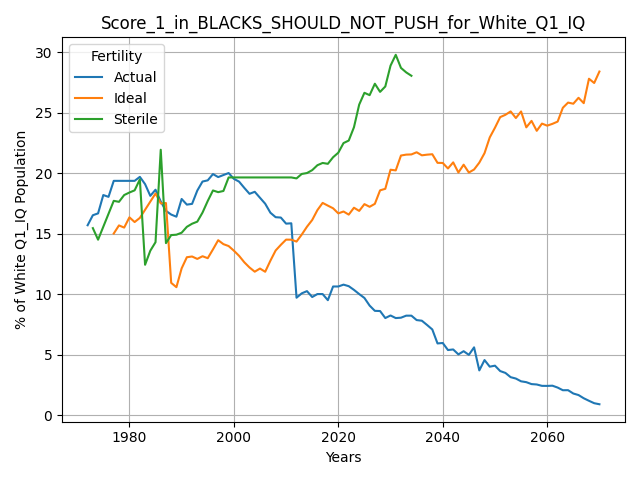 Score_1_in_BLACKS_SHOULD_NOT_PUSH_for_White_Q1_IQ
Fertility
Actual
Ideal
Sterile
% of White Q1_IQ Population
30
25
20
15
10
5
0
1980
2000
2020
2040
2060
Years